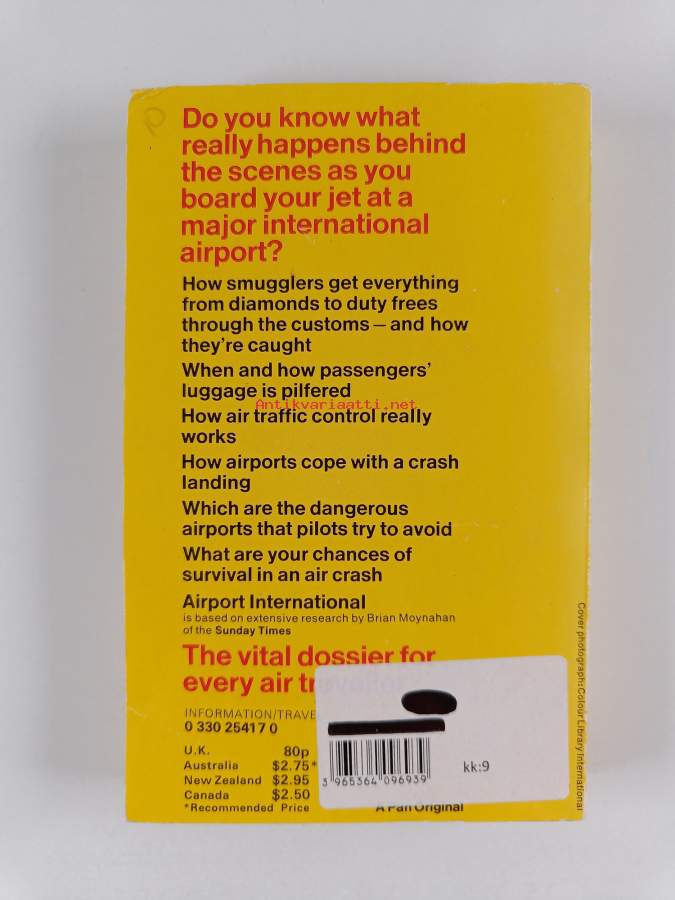 Do you know what
really happens behind
the scenes as you
board your jet at a
major international
airport?
How smugglers get everything
from diamonds to duty frees
through the customs – and how
they're caught
When and how passengers'
luggage is pilfered
Antikvariaatti.net
How air traffic control really
works
How airports cope with a crash
landing
Which are the dangerous
airports that pilots try to avoid
What are your chances of
survival in an air crash
Airport International
is based on extensive research by Brian Moynahan
of the Sunday Times
The vital dossier for
every air
INFORMATION/TRAVE
0 330 25417 0
U.K. 80p
Australia $2.75*
New Zealand $2.95
Canada $2.50
*Recommended Price
3 965364 096939
kk:9
A Pan Original
Cover photograph: Colour Library International